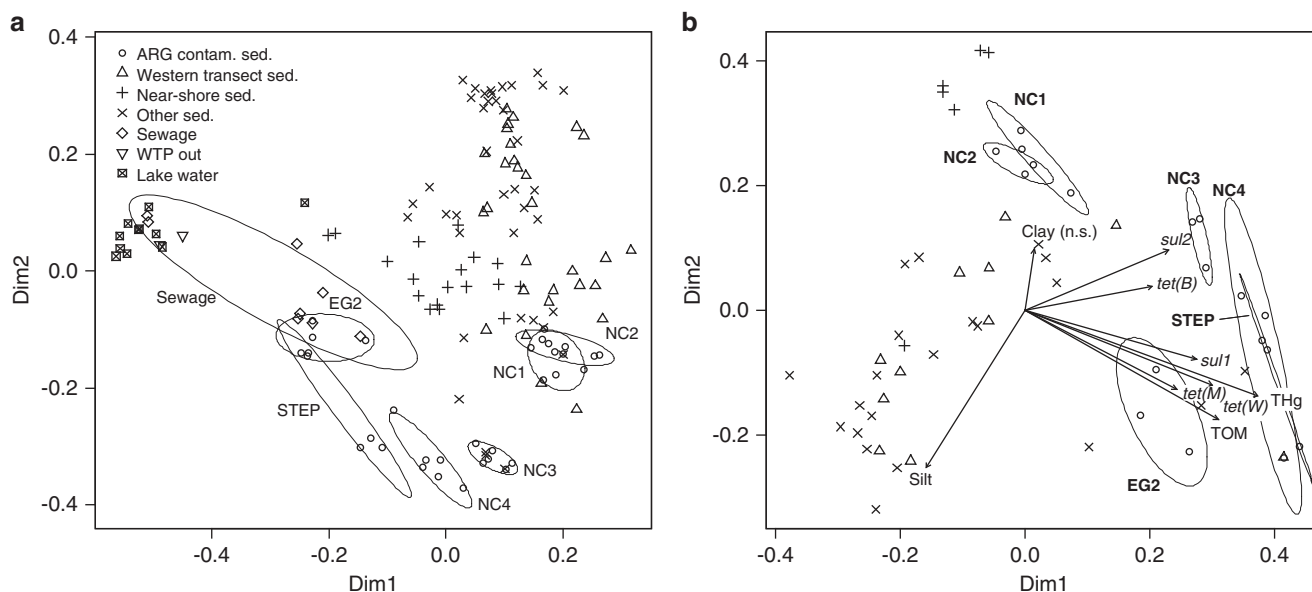 a
0.4
0.2
0.0
-0.2
-0.4
Dim2
ARG contam. sed.
Western transect sed.
Near-shore sed.
Other sed.
Sewage
WTP out
Lake water
Sewage
EG2
STEP
NC2
NC1
NC3
NC4
-0.4
-0.2
0.0
0.2
Dim1
b
0.4
0.2
0.0
-0.2
Dim2
NC1
NC2
NC3
NC4
Clay (n.s.)
sul2
tet(B)
STEP
sul1
tet(M)
tet(W)
THg
TOM
Silt
EG2
-0.4
-0.2
0.0
0.2
0.4
Dim1